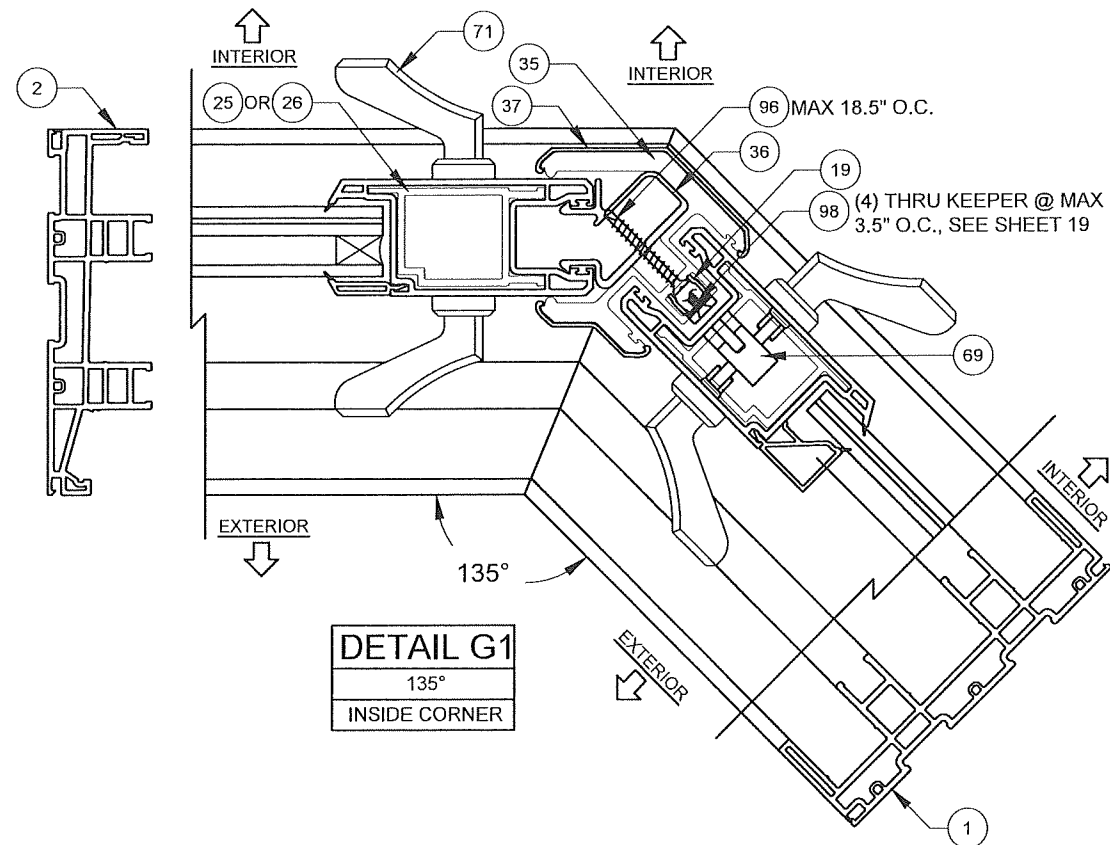 71
INTERIOR
INTERIOR
2
35
25 OR 26
37
96 MAX 18.5" O.C.
36
19
98 (4) THRU KEEPER @ MAX
3.5" O.C., SEE SHEET 19
69
INTERIOR
EXTERIOR
135°
EXTERIOR
DETAIL G1
135°
INSIDE CORNER
1